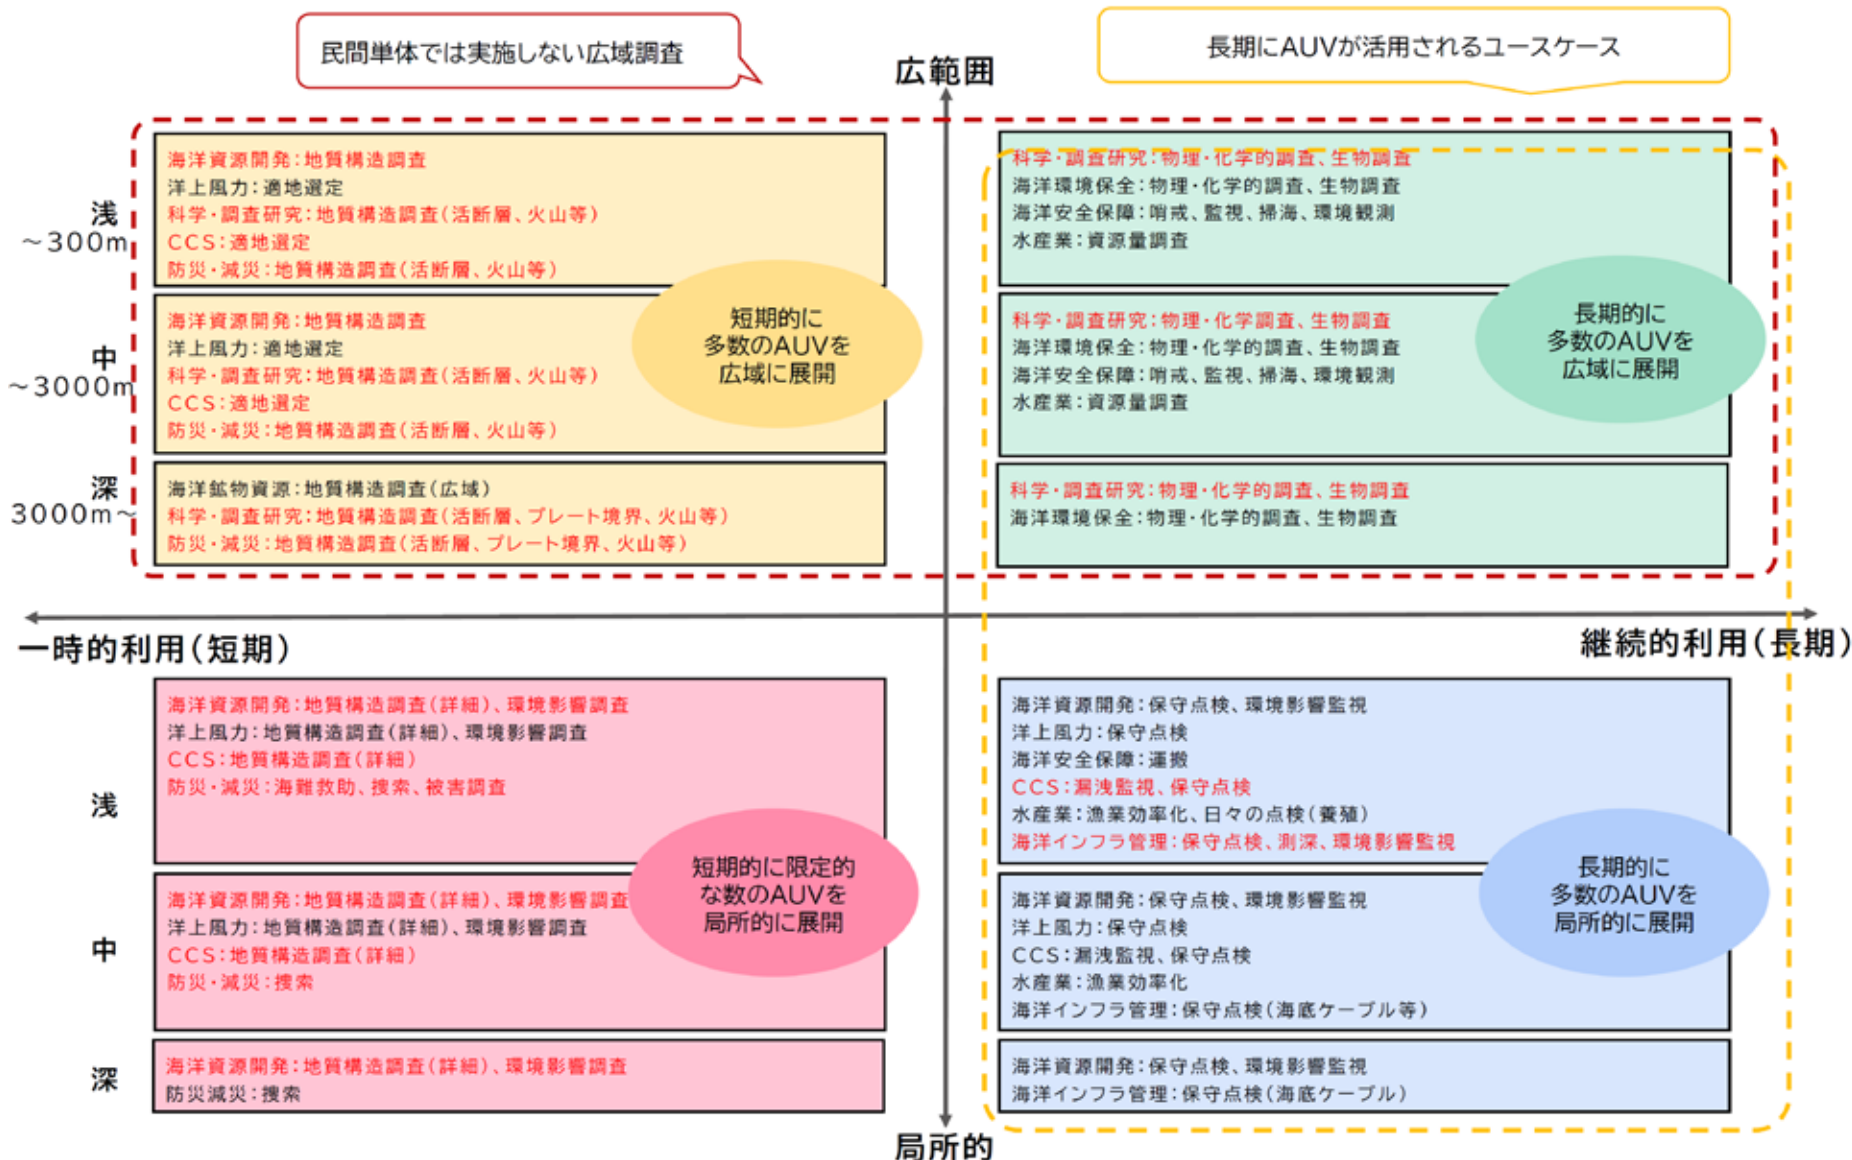 民間単体では実施しない広域調査
長期にAUVが活用されるユースケース
広範囲
浅
～300m
海洋資源開発：地質構造調査
洋上風力：適地選定
科学・調査研究：地質構造調査（活断層、火山等）
CCS：適地選定
防災・減災：地質構造調査（活断層、火山等）
中
～3000m
海洋資源開発：地質構造調査
洋上風力：適地選定
科学・調査研究：地質構造調査（活断層、火山等）
CCS：適地選定
防災・減災：地質構造調査（活断層、火山等）
短期的に
多数のAUVを
広域に展開
深
3000m～
海洋鉱物資源：地質構造調査（広域）
科学・調査研究：地質構造調査（活断層、プレート境界、火山等）
防災・減災：地質構造調査（活断層、プレート境界、火山等）
科学・調査研究：物理・化学的調査、生物調査
海洋環境保全：物理・化学的調査、生物調査
海洋安全保障：哨戒、監視、掃海、環境観測
水産業：資源量調査
科学・調査研究：物理・化学調査、生物調査
海洋環境保全：物理・化学的調査、生物調査
海洋安全保障：哨戒、監視、掃海、環境観測
水産業：資源量調査
長期的に
多数のAUVを
広域に展開
科学・調査研究：物理・化学的調査、生物調査
海洋環境保全：物理・化学的調査、生物調査
一時的利用（短期）
継続的利用（長期）
浅
海洋資源開発：地質構造調査（詳細）、環境影響調査
洋上風力：地質構造調査（詳細）、環境影響調査
CCS：地質構造調査（詳細）
防災・減災：海難救助、捜索、被害調査
短期的に限定的
な数のAUVを
局所的に展開
中
海洋資源開発：地質構造調査（詳細）、環境影響調査
洋上風力：地質構造調査（詳細）、環境影響調査
CCS：地質構造調査（詳細）
防災・減災：捜索
深
海洋資源開発：地質構造調査（詳細）、環境影響調査
防災減災：捜索
海洋資源開発：保守点検、環境影響監視
洋上風力：保守点検
海洋安全保障：運搬
CCS：漏洩監視、保守点検
水産業：漁業効率化、日々の点検（養殖）
海洋インフラ管理：保守点検、測深、環境影響監視
長期的に
多数のAUVを
局所的に展開
海洋資源開発：保守点検、環境影響監視
洋上風力：保守点検
CCS：漏洩監視、保守点検
水産業：漁業効率化
海洋インフラ管理：保守点検（海底ケーブル等）
海洋資源開発：保守点検、環境影響監視
海洋インフラ管理：保守点検（海底ケーブル）
局所的